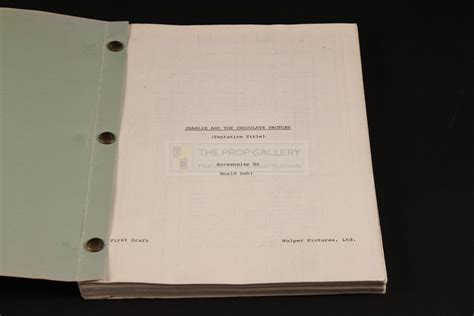 CHARLIE AND THE CHOCOLATE FACTORY
(Tentative Title)
THE PROP GALLERY
Screenplay By
Roald Dahl
First Draft
Wolper Pictures, Ltd.